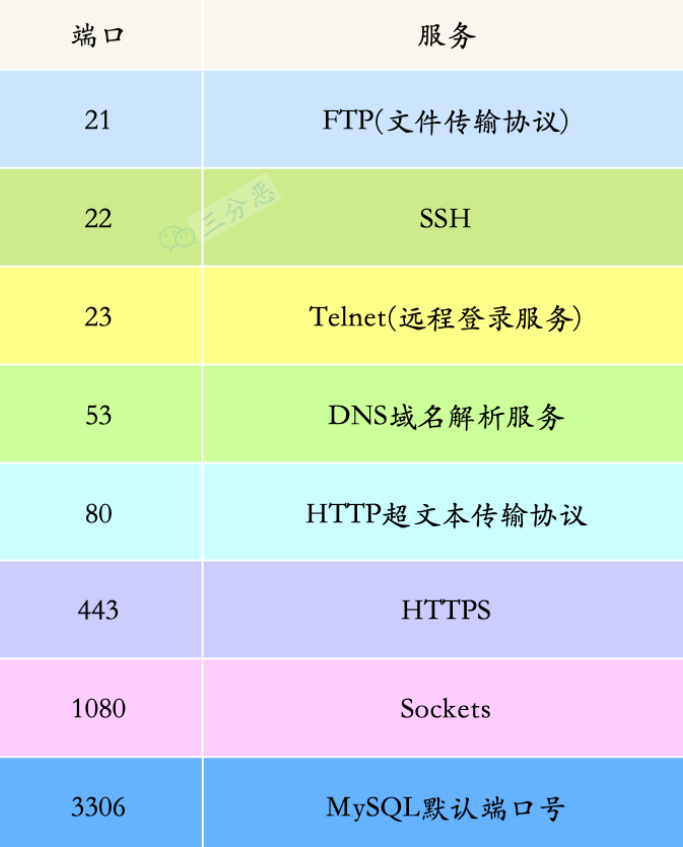 端口 服务
21 FTP(文件传输协议)
22 SSH
三分恶
23 Telnet(远程登录服务)
53 DNS域名解析服务
80 HTTP超文本传输协议
443 HTTPS
1080 Sockets
3306 MySQL默认端口号